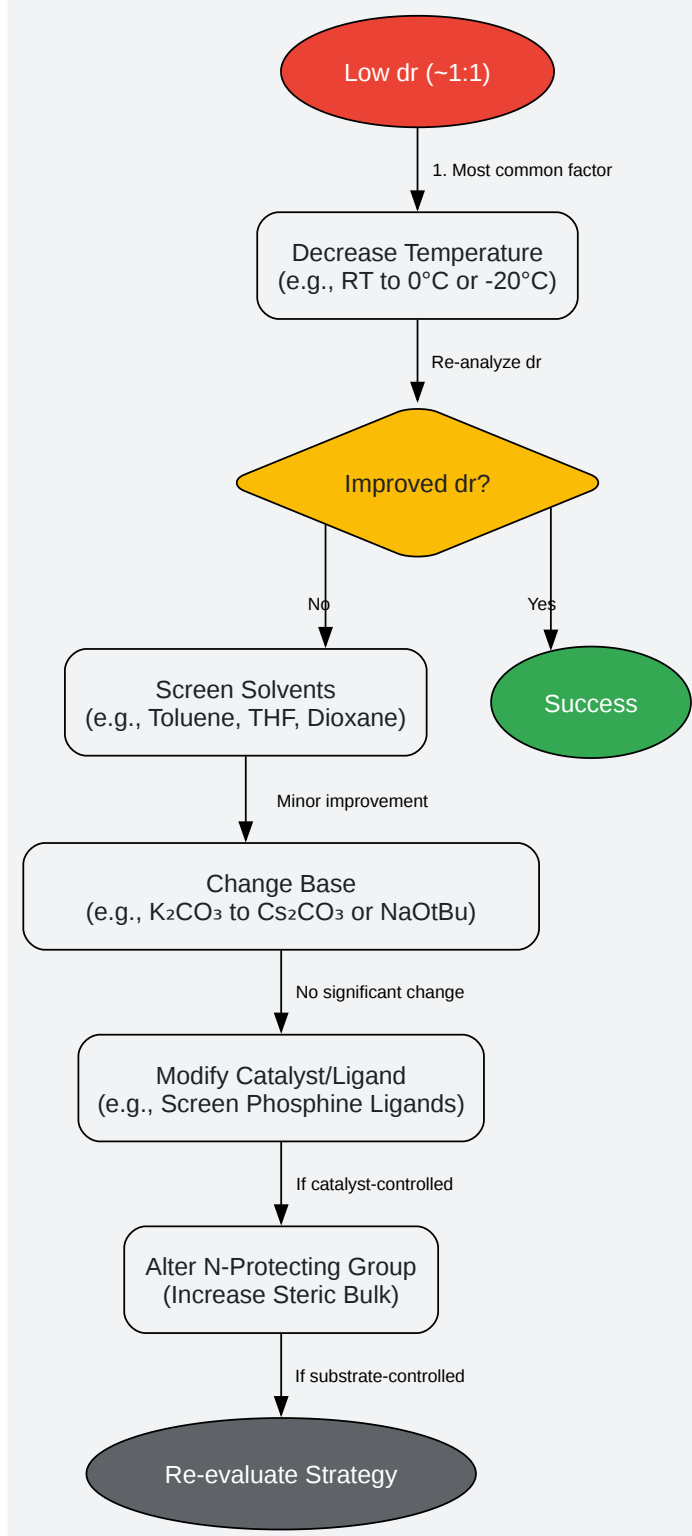 Low dr (~1:1)
1. Most common factor
Decrease Temperature
(e.g., RT to 0°C or -20°C)
Re-analyze dr
Improved dr?
No
Yes
Screen Solvents
(e.g., Toluene, THF, Dioxane)
Success
Minor improvement
Change Base
(e.g., K₂CO₃ to Cs₂CO₃ or NaOtBu)
No significant change
Modify Catalyst/Ligand
(e.g., Screen Phosphine Ligands)
If catalyst-controlled
Alter N-Protecting Group
(Increase Steric Bulk)
If substrate-controlled
Re-evaluate Strategy